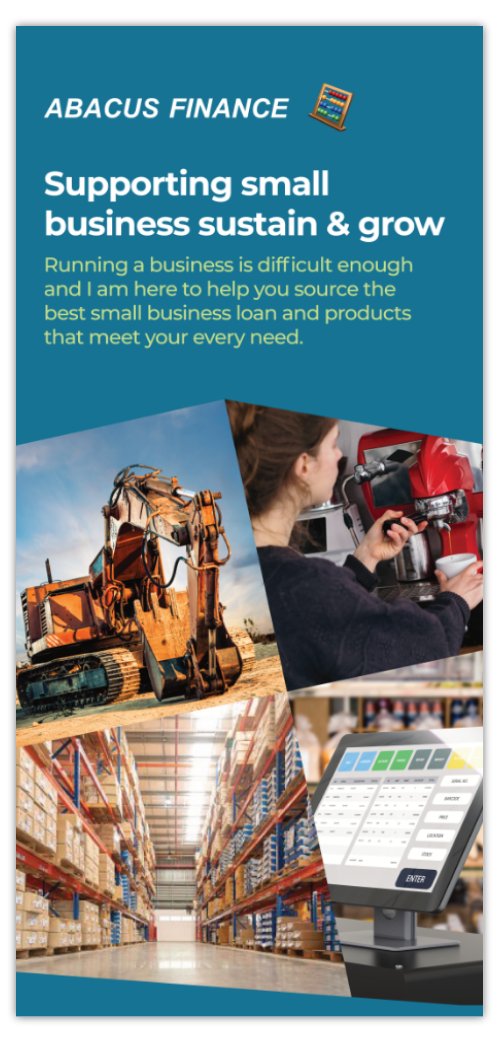 ABACUS FINANCE
Supporting small
business sustain & grow
Running a business is difficult enough
and I am here to help you source the
best small business loan and products
that meet your every need.
LOCATION
ENTER